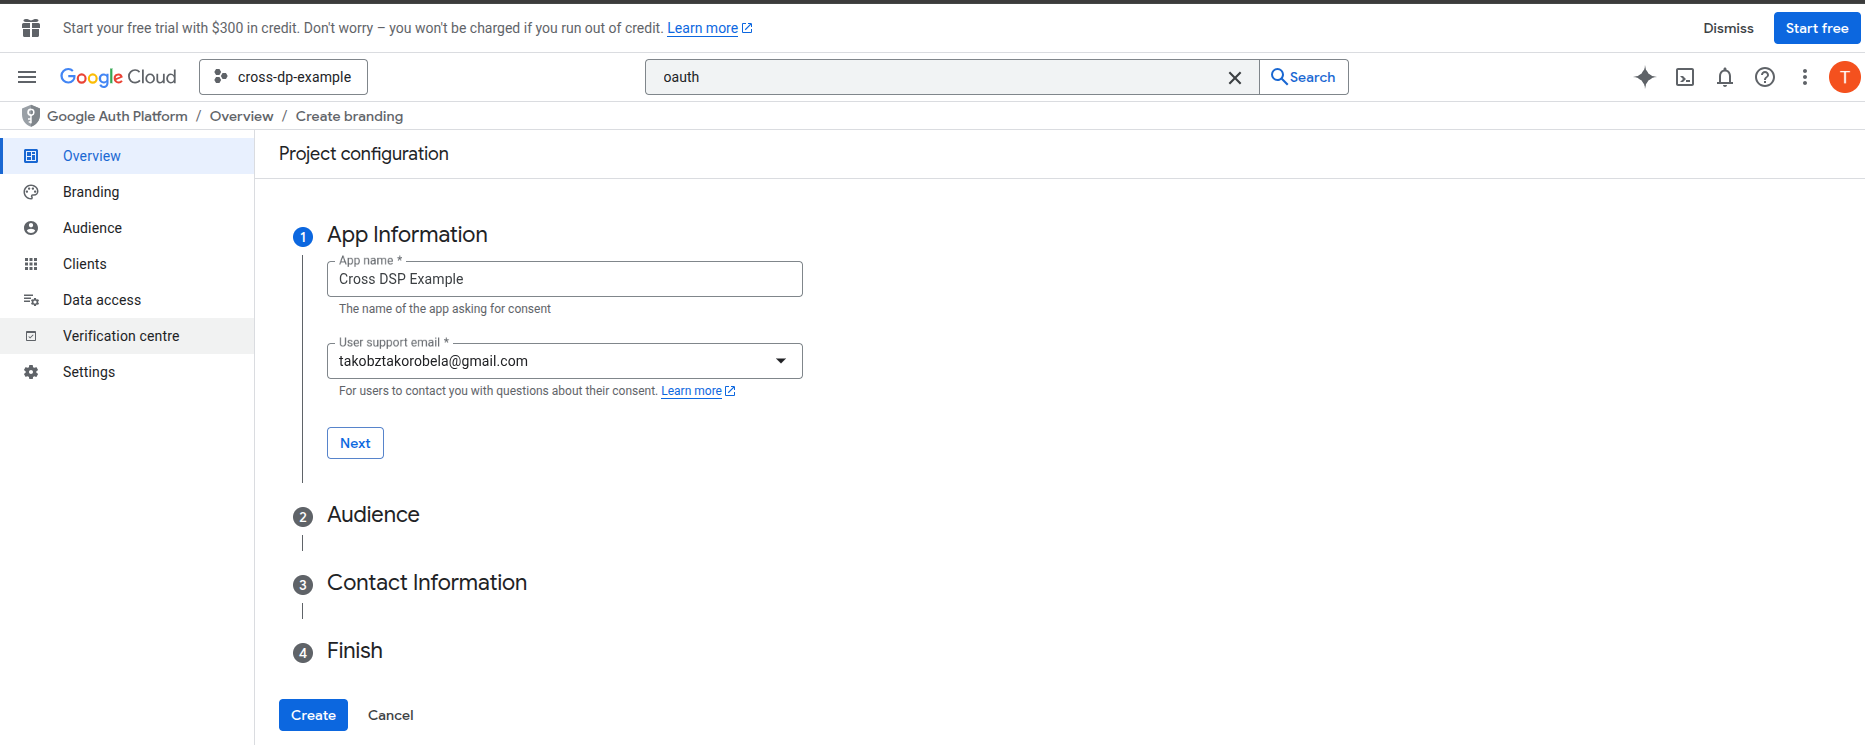 Start your free trial with $300 in credit. Don't worry – you won't be charged if you run out of credit. Learn more
Dismiss
Start free
Google Cloud
cross-dp-example
oauth
Search
T
Google Auth Platform / Overview / Create branding
Overview
Branding
Audience
Clients
Data access
Verification centre
Settings
Project configuration
1 App Information
App name *
Cross DSP Example
The name of the app asking for consent
User support email *
takobztakorobela@gmail.com
For users to contact you with questions about their consent. Learn more
Next
2 Audience
3 Contact Information
4 Finish
Create
Cancel